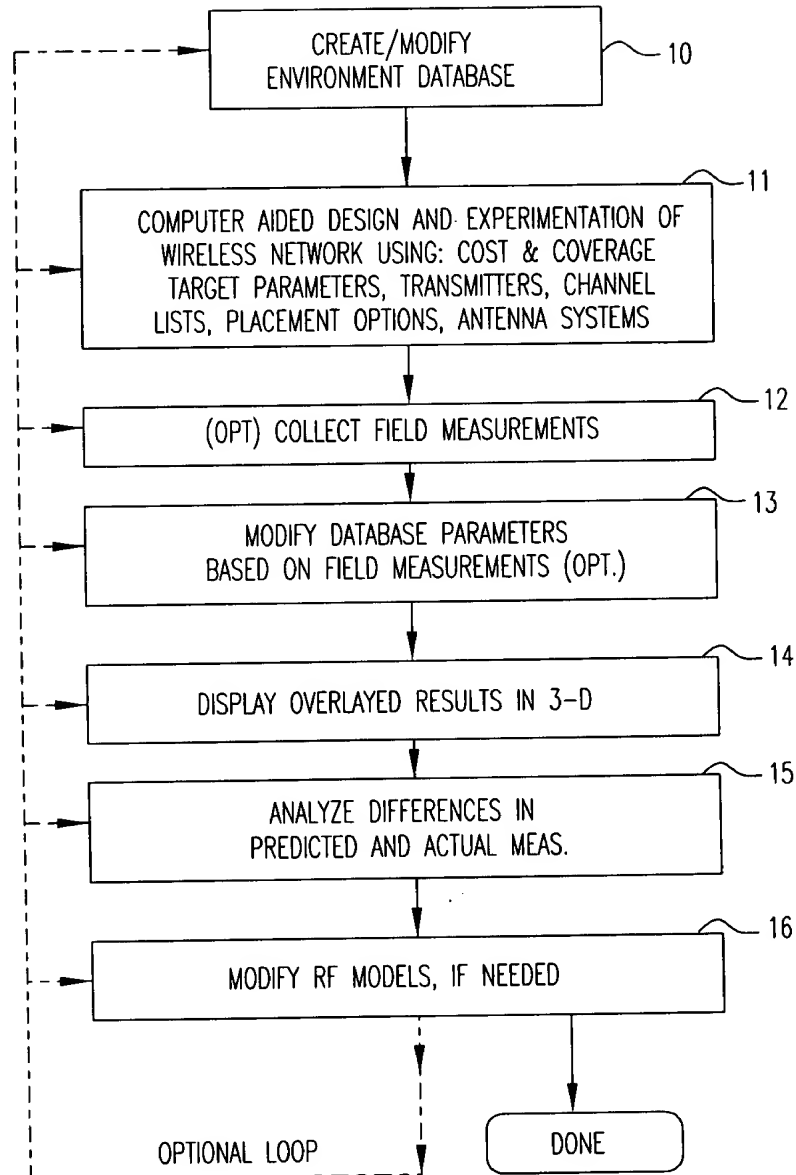 CREATE/MODIFY
ENVIRONMENT DATABASE
10
11
COMPUTER AIDED DESIGN AND EXPERIMENTATION OF
WIRELESS NETWORK USING: COST & COVERAGE
TARGET PARAMETERS, TRANSMITTERS, CHANNEL
LISTS, PLACEMENT OPTIONS, ANTENNA SYSTEMS
12
(OPT) COLLECT FIELD MEASUREMENTS
13
MODIFY DATABASE PARAMETERS
BASED ON FIELD MEASUREMENTS (OPT.)
14
DISPLAY OVERLAYED RESULTS IN 3-D
15
ANALYZE DIFFERENCES IN
PREDICTED AND ACTUAL MEAS.
16
MODIFY RF MODELS, IF NEEDED
OPTIONAL LOOP
DONE